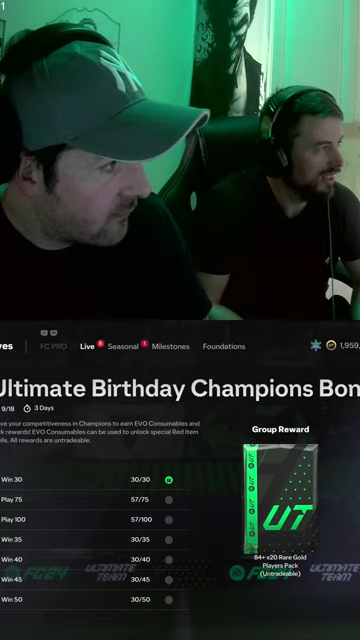 1
ves
FC PRO
Live 8
Seasonal 1
Milestones
Foundations
1,959,
Ultimate Birthday Champions Bon
9/18
3 Days
ve your competitiveness in Champions to earn EVO Consumables and
k rewards! EVO Consumables can be used to unlock special Red Item
lls. All rewards are untradeable.
Group Reward
UT
84+ x20 Rare Gold
Players Pack
(Untradeable)
Win 30 30/30
Play 75 57/75
Play 100 57/100
Win 35 30/35
Win 40 30/40
Win 45 30/45
Win 50 30/50
FC24
ULTIMATE
TEAM
ULTIMATE
TEAM